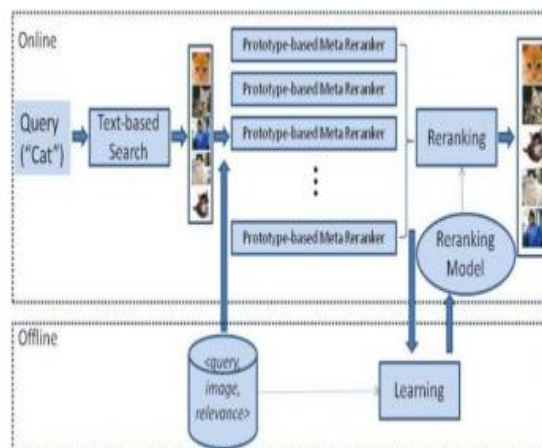 Online
Query
("Cat")
Text-based
Search
Prototype-based Meta Reranker
Prototype-based Meta Reranker
Prototype-based Meta Reranker
Prototype-based Meta Reranker
Reranking
Reranking
Model
Offline
<query,
image,
relevance>
Learning